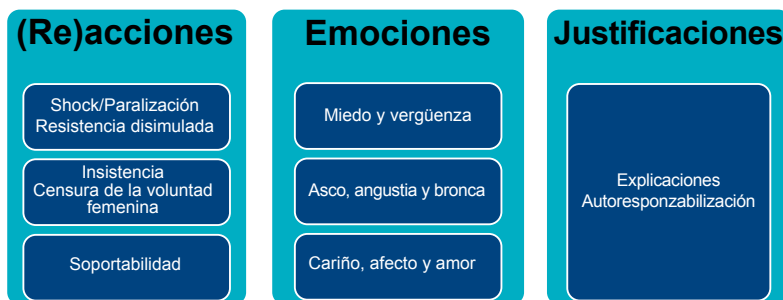 (Re)acciones
Shock/Paralización
Resistencia disimulada
Insistencia
Censura de la voluntad
femenina
Soportabilidad
Emociones
Miedo y vergüenza
Asco, angustia y bronca
Cariño, afecto y amor
Justificaciones
Explicaciones
Autoresponzabilización